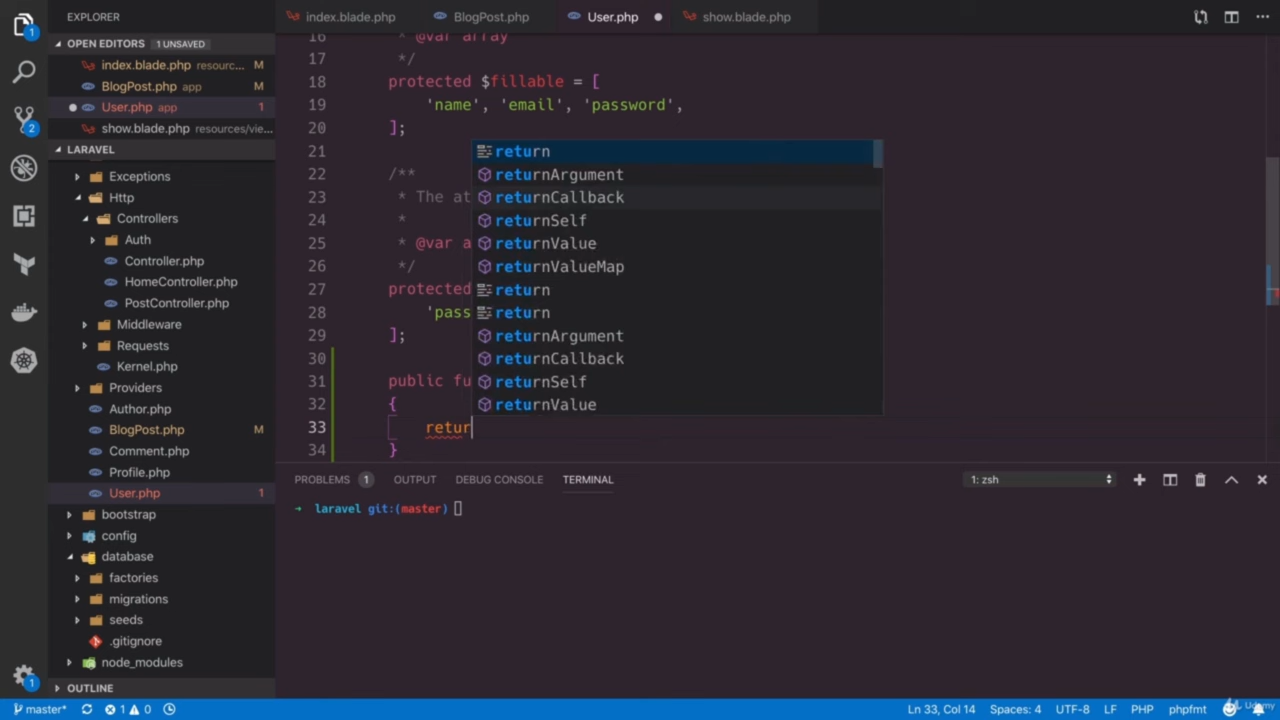 EXPLORER
index.blade.php
BlogPost.php
User.php
show.blade.php
1
OPEN EDITORS 1 UNSAVED
index.blade.php resourc... M
BlogPost.php app M
User.php app 1
show.blade.php resources/vie...
2
LARAVEL
Exceptions
Http
Controllers
Auth
Controller.php
HomeController.php
PostController.php
Middleware
Requests
Kernel.php
Providers
Author.php
BlogPost.php M
Comment.php
Profile.php
User.php 1
bootstrap
config
database
factories
migrations
seeds
.gitignore
node_modules
OUTLINE
1
16 * @var array
17 */
18 protected $fillable = [
19 'name', 'email', 'password',
20 ];
21
22 /**
23 * The at
24 *
25 * @var a
26 */
27 protected
28 'pass
29 ];
30
31 public fu
32 {
33 retur
34 }
return
returnArgument
returnCallback
returnSelf
returnValue
returnValueMap
return
return
returnArgument
returnCallback
returnSelf
returnValue
PROBLEMS 1 OUTPUT DEBUG CONSOLE TERMINAL 1: zsh
→ laravel git:(master)
master* 1 0 Ln 33, Col 14 Spaces: 4 UTF-8 LF PHP phpfmt
Udemy